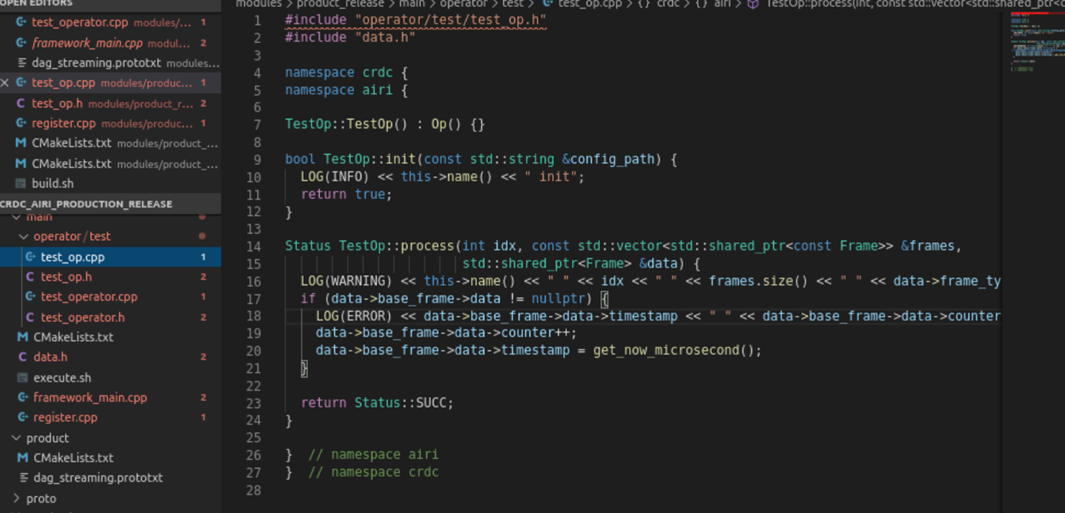 OPEN EDITORS
test_operator.cpp modules/... 1
framework_main.cpp modul... 2
dag_streaming.prototxt modules...
test_op.cpp modules/produc... 1
test_op.h modules/product_r... 2
register.cpp modules/produc... 1
CMakeLists.txt modules/product_...
CMakeLists.txt modules/product_...
build.sh
CRDC_AIRI_PRODUCTION_RELEASE
main
operator / test
test_op.cpp 1
test_op.h 2
test_operator.cpp 1
test_operator.h 2
CMakeLists.txt
data.h 2
execute.sh
framework_main.cpp 2
register.cpp 1
product
CMakeLists.txt
dag_streaming.prototxt
proto
modules > product_release > main > operator > test > test_op.cpp > {} crdc > {} airi > TestOp::process(int, const std::vector<std::shared_ptr<c
1 #include "operator/test/test_op.h"
2 #include "data.h"
3
4 namespace crdc {
5 namespace airi {
6
7 TestOp::TestOp() : Op() {}
8
9 bool TestOp::init(const std::string &config_path) {
10 LOG(INFO) << this->name() << " init";
11 return true;
12 }
13
14 Status TestOp::process(int idx, const std::vector<std::shared_ptr<const Frame>> &frames,
15 std::shared_ptr<Frame> &data) {
16 LOG(WARNING) << this->name() << " " << idx << " " << frames.size() << " " << data->frame_ty
17 if (data->base_frame->data != nullptr) {
18 LOG(ERROR) << data->base_frame->data->timestamp << " " << data->base_frame->data->counter
19 data->base_frame->data->counter++;
20 data->base_frame->data->timestamp = get_now_microsecond();
21 }
22
23 return Status::SUCC;
24 }
25
26 } // namespace airi
27 } // namespace crdc
28